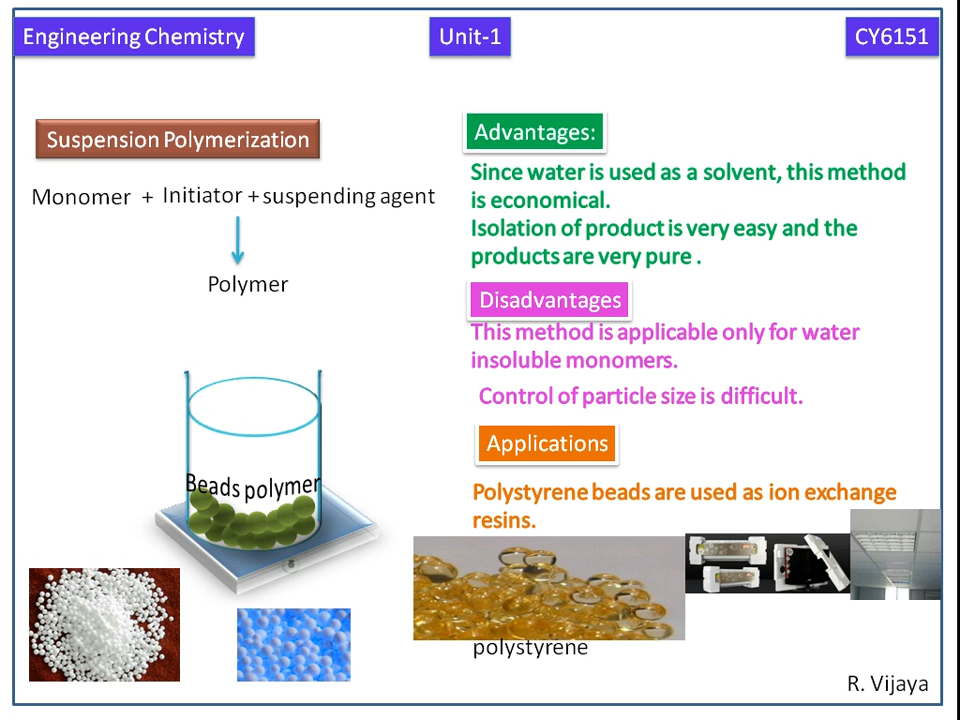 Engineering Chemistry
Unit-1
CY6151
Suspension Polymerization
Monomer + Initiator + suspending agent
Polymer
Beads polymer
Advantages:
Since water is used as a solvent, this method
is economical.
Isolation of product is very easy and the
products are very pure .
Disadvantages
This method is applicable only for water
insoluble monomers.
Control of particle size is difficult.
Applications
Polystyrene beads are used as ion exchange
resins.
polystyrene
R. Vijaya